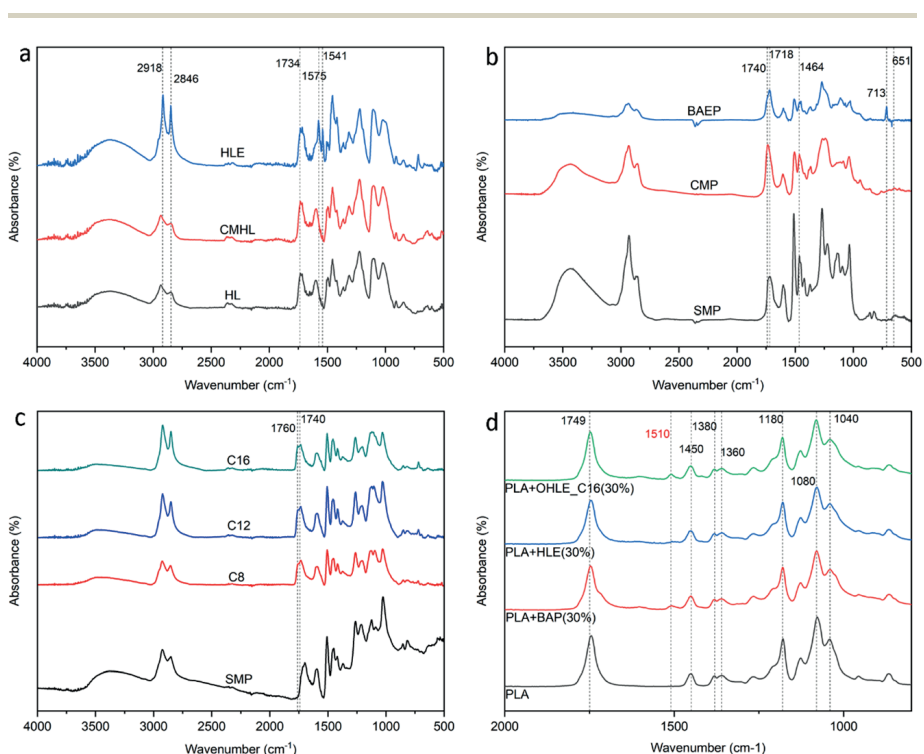 a
2918
2846
1734
1575
1541
HLE
CMHL
HL
Absorbance (%)
4000 3500 3000 2500 2000 1500 1000 500
Wavenumber (cm⁻¹)
b
1740
1718
1464
713
651
BAEP
CMP
SMP
Absorbance (%)
4000 3500 3000 2500 2000 1500 1000 500
Wavenumber (cm⁻¹)
c
1760
1740
C16
C12
C8
SMP
Absorbance (%)
4000 3500 3000 2500 2000 1500 1000 500
Wavenumber (cm⁻¹)
d
1749
1510
1450
1380
1360
1180
1080
1040
PLA+OHLE_C16(30%)
PLA+HLE(30%)
PLA+BAP(30%)
PLA
Absorbance (%)
2000 1500 1000
Wavenumber (cm-1)